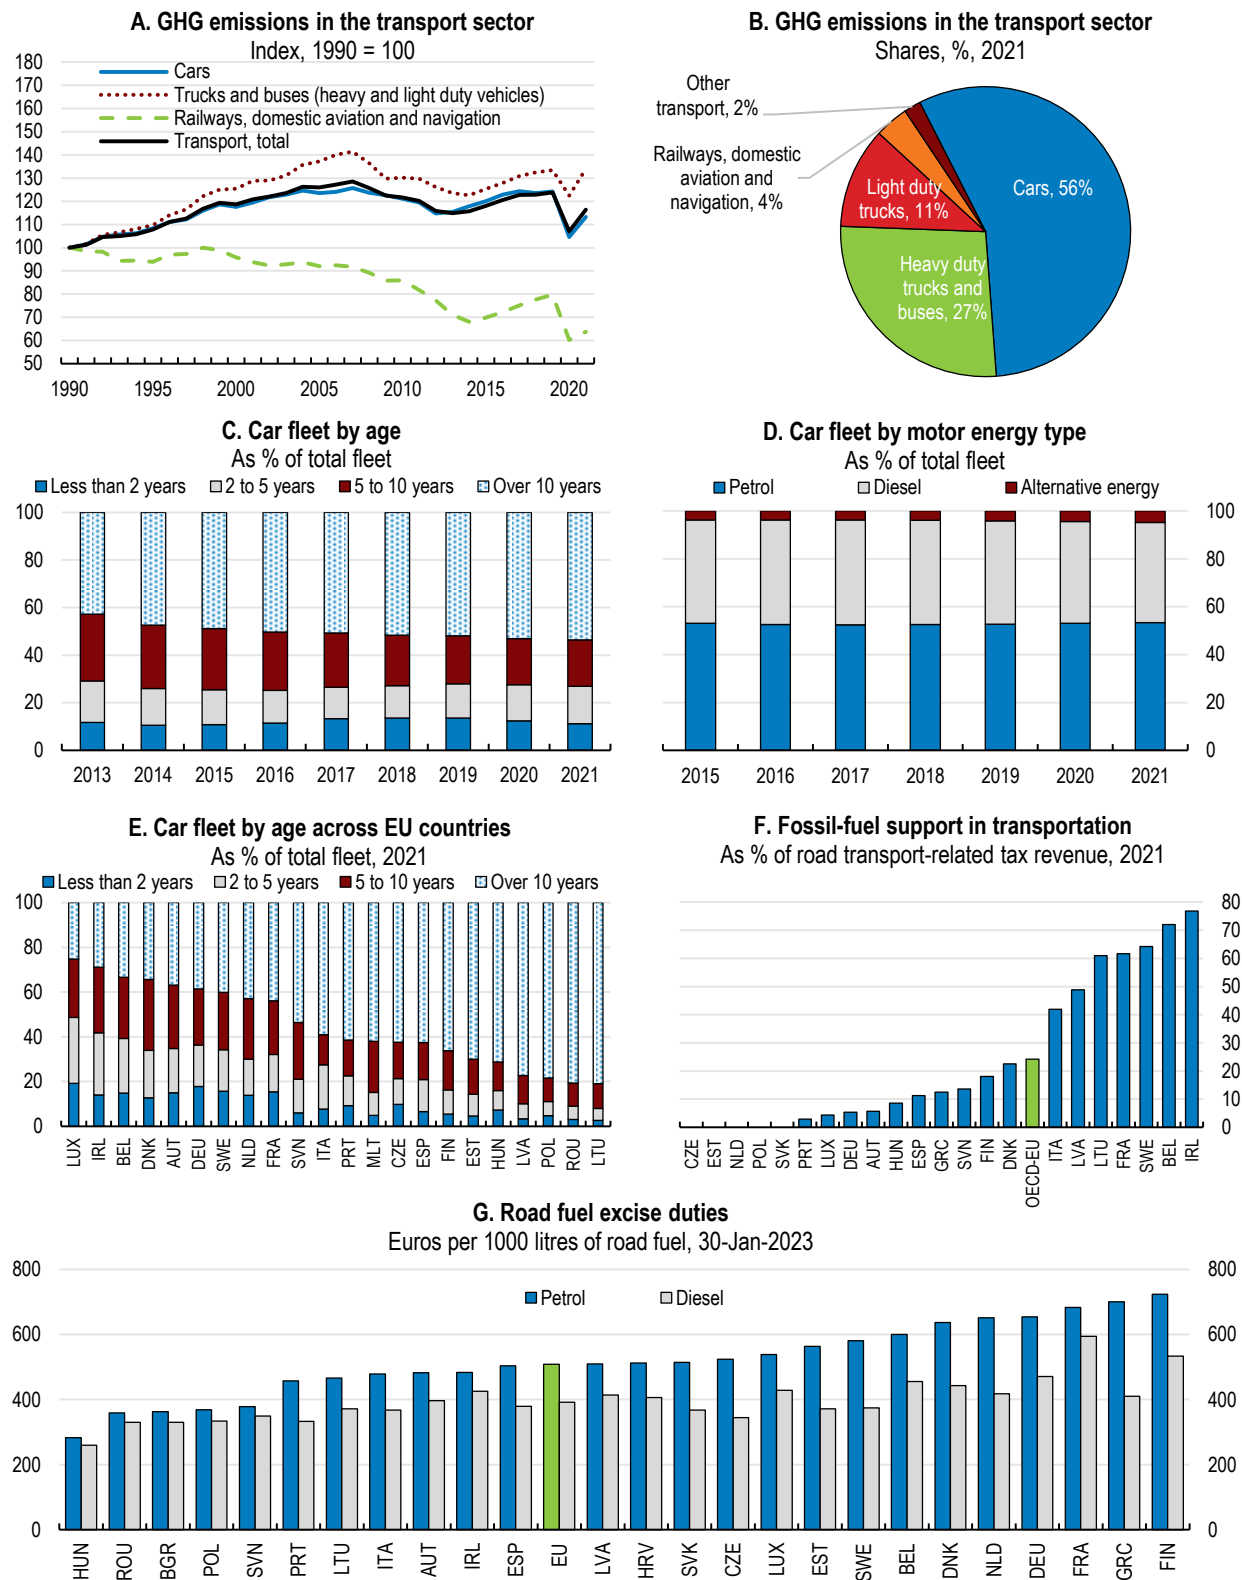 A. GHG emissions in the transport sector
Index, 1990 = 100
180
170
160
150
140
130
120
110
100
90
80
70
60
50
Cars
Trucks and buses (heavy and light duty vehicles)
Railways, domestic aviation and navigation
Transport, total
1990 1995 2000 2005 2010 2015 2020
B. GHG emissions in the transport sector
Shares, %, 2021
Other
transport, 2%
Railways, domestic
aviation and
navigation, 4%
Light duty
trucks, 11%
Cars, 56%
Heavy duty
trucks and
buses, 27%
C. Car fleet by age
As % of total fleet
Less than 2 years 2 to 5 years 5 to 10 years Over 10 years
100
80
60
40
20
0
2013 2014 2015 2016 2017 2018 2019 2020 2021
D. Car fleet by motor energy type
As % of total fleet
Petrol Diesel Alternative energy
100
80
60
40
20
0
2015 2016 2017 2018 2019 2020 2021
E. Car fleet by age across EU countries
As % of total fleet, 2021
Less than 2 years 2 to 5 years 5 to 10 years Over 10 years
100
80
60
40
20
0
LUX IRL BEL DNK AUT DEU SWE NLD FRA SVN ITA PRT MLT CZE ESP FIN EST HUN LVA POL ROU LTU
F. Fossil-fuel support in transportation
As % of road transport-related tax revenue, 2021
80
70
60
50
40
30
20
10
0
CZE EST NLD POL SVK PRT LUX DEU AUT HUN ESP GRC SVN FIN DNK OECD-EU ITA LVA LTU FRA SWE BEL IRL
G. Road fuel excise duties
Euros per 1000 litres of road fuel, 30-Jan-2023
800 800
Petrol Diesel
600 600
400 400
200 200
0 0
HUN ROU BGR POL SVN PRT LTU ITA AUT IRL ESP EU LVA HRV SVK CZE LUX EST SWE BEL DNK NLD DEU FRA GRC FIN